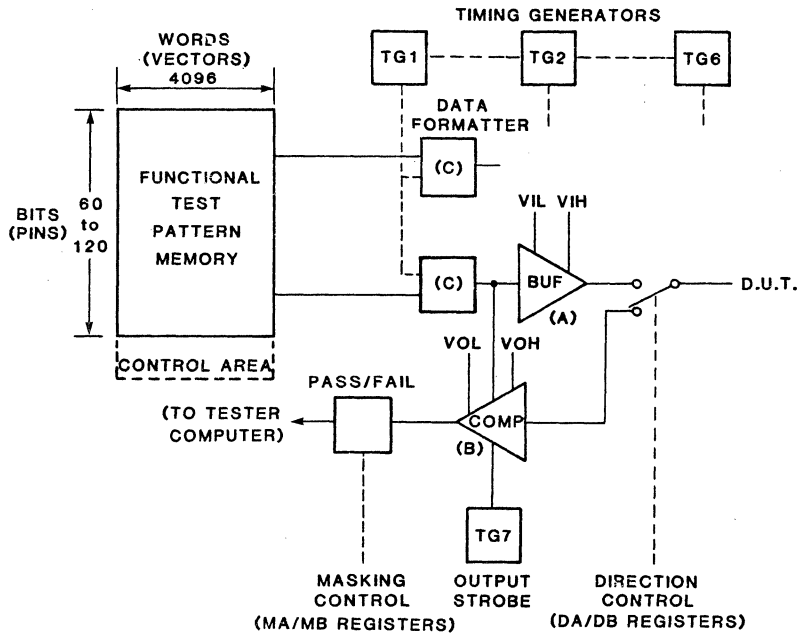 TIMING GENERATORS
WORDS
(VECTORS)
4096
TG1
TG2
TG6
DATA
FORMATTER
(C)
FUNCTIONAL
TEST
PATTERN
MEMORY
BITS
(PINS)
60
to
120
VIL VIH
(C)
BUF
(A)
D.U.T.
CONTROL AREA
VOL VOH
PASS/FAIL
(TO TESTER
COMPUTER)
COMP
(B)
TG7
MASKING
CONTROL
(MA/MB REGISTERS)
OUTPUT
STROBE
DIRECTION
CONTROL
(DA/DB REGISTERS)